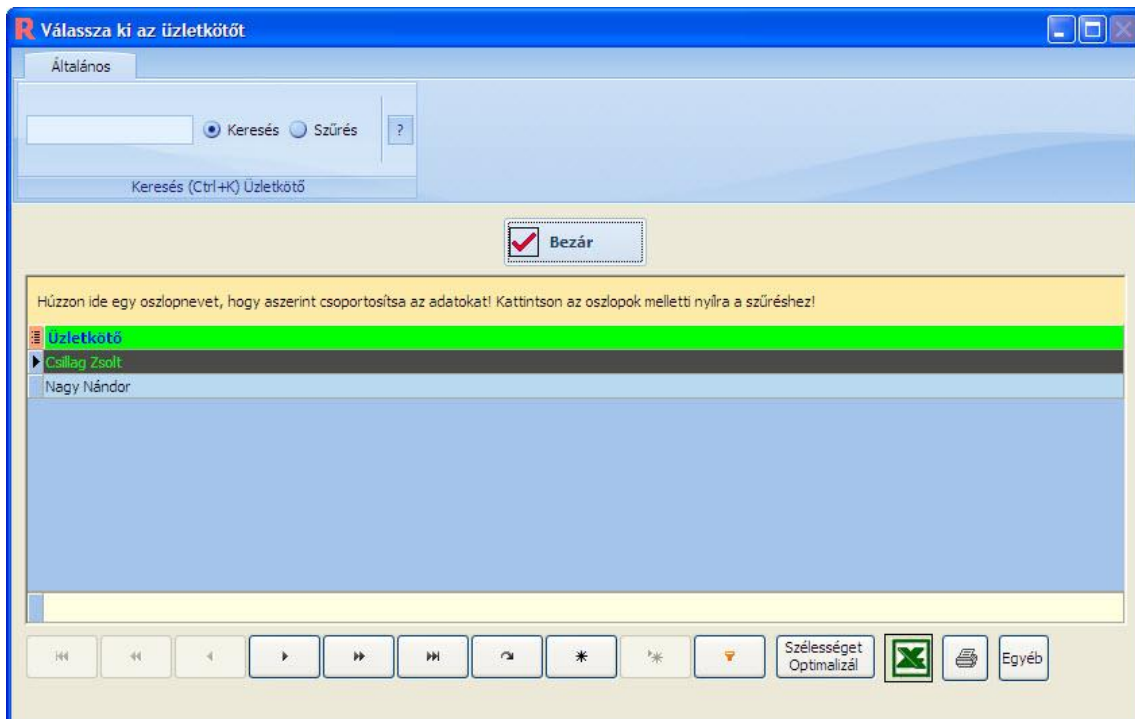 R Válassza ki az üzletkötőt
Általános
Keresés Szűrés ?
Keresés (Ctrl+K) Üzletkötő
Bezár
Húzzon ide egy oszlopnevet, hogy aszerint csoportosítsa az adatokat! Kattintson az oszlopok melletti nyílra a szűréshez!
Üzletkötő
Csillag Zsolt
Nagy Nándor
Szélességet
Optimalizál
Egyéb